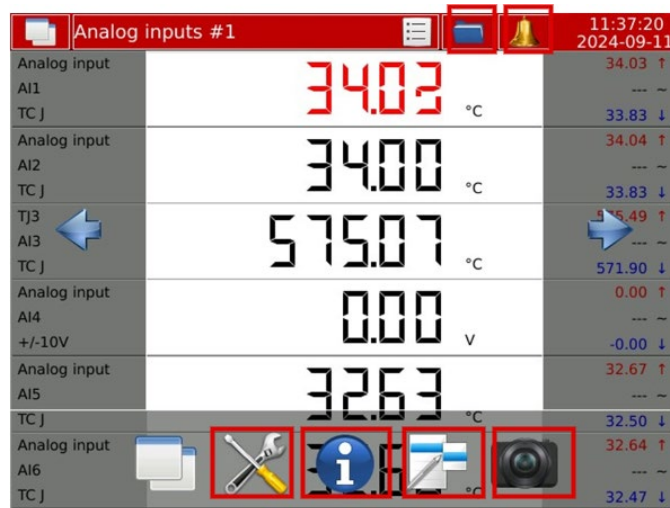 Analog inputs #1
11:37:20
2024-09-11
Analog input
AI1
TC J
34.02 °C
34.03 ↑
--- ~
33.83 ↓
Analog input
AI2
TC J
34.00 °C
34.04 ↑
--- ~
33.83 ↓
TJ3
AI3
TC J
575.07 °C
--- ~
571.90 ↓
Analog input
AI4
+/-10V
0.00 V
0.00 ↑
--- ~
-0.00 ↓
Analog input
AI5
TC J
32.63 °C
32.67 ↑
--- ~
32.50 ↓
Analog input
AI6
TC J
°C
32.64 ↑
--- ~
32.47 ↓